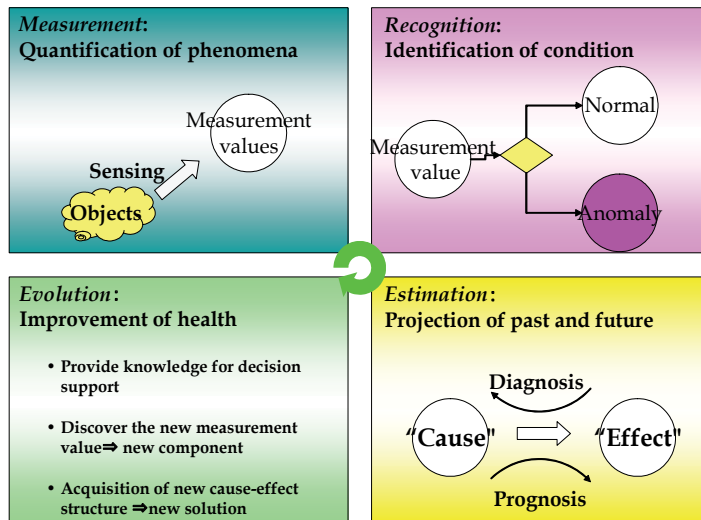 Measurement:
Quantification of phenomena
Measurement
values
Sensing
Objects
Recognition:
Identification of condition
Normal
Measurement
value
Anomaly
Evolution:
Improvement of health
• Provide knowledge for decision
support
• Discover the new measurement
value⇒ new component
• Acquisition of new cause-effect
structure ⇒new solution
Estimation:
Projection of past and future
Diagnosis
“Cause"
“Effect"
Prognosis